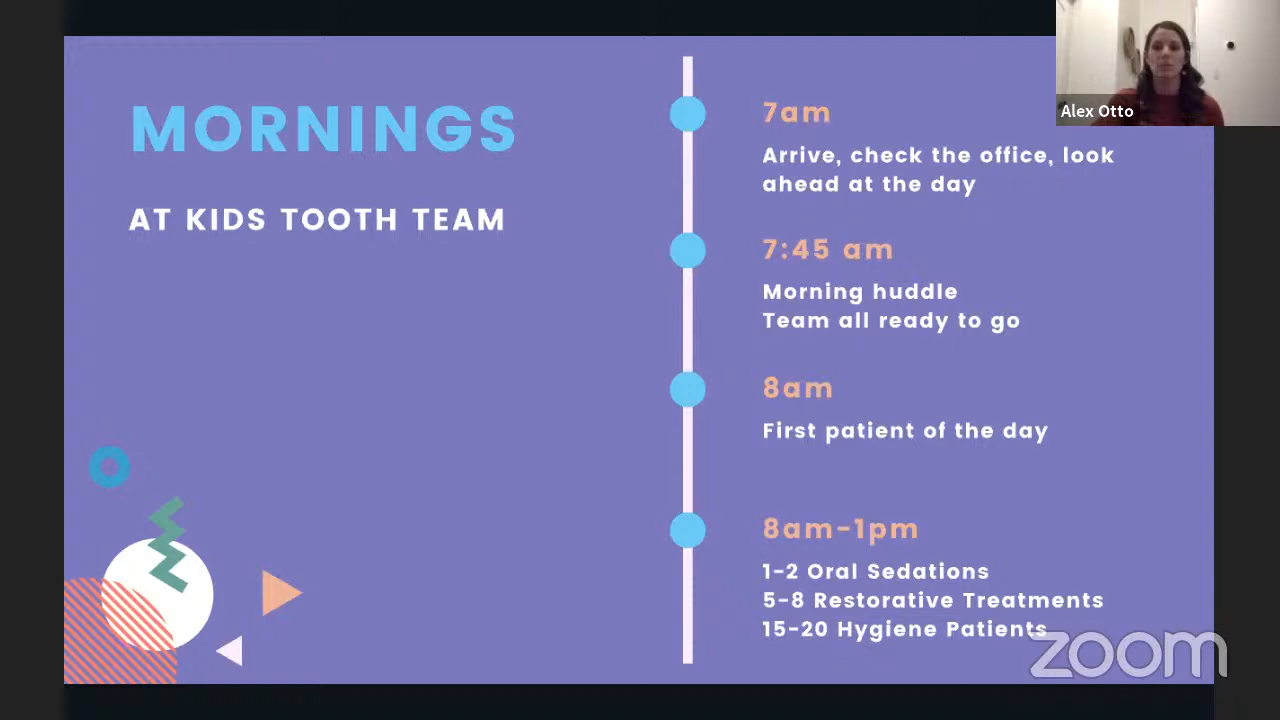 MORNINGS
AT KIDS TOOTH TEAM
7am
Arrive, check the office, look
ahead at the day
7:45 am
Morning huddle
Team all ready to go
8am
First patient of the day
8am-1pm
1-2 Oral Sedations
5-8 Restorative Treatments
15-20 Hygiene Patients
Alex Otto
zoom